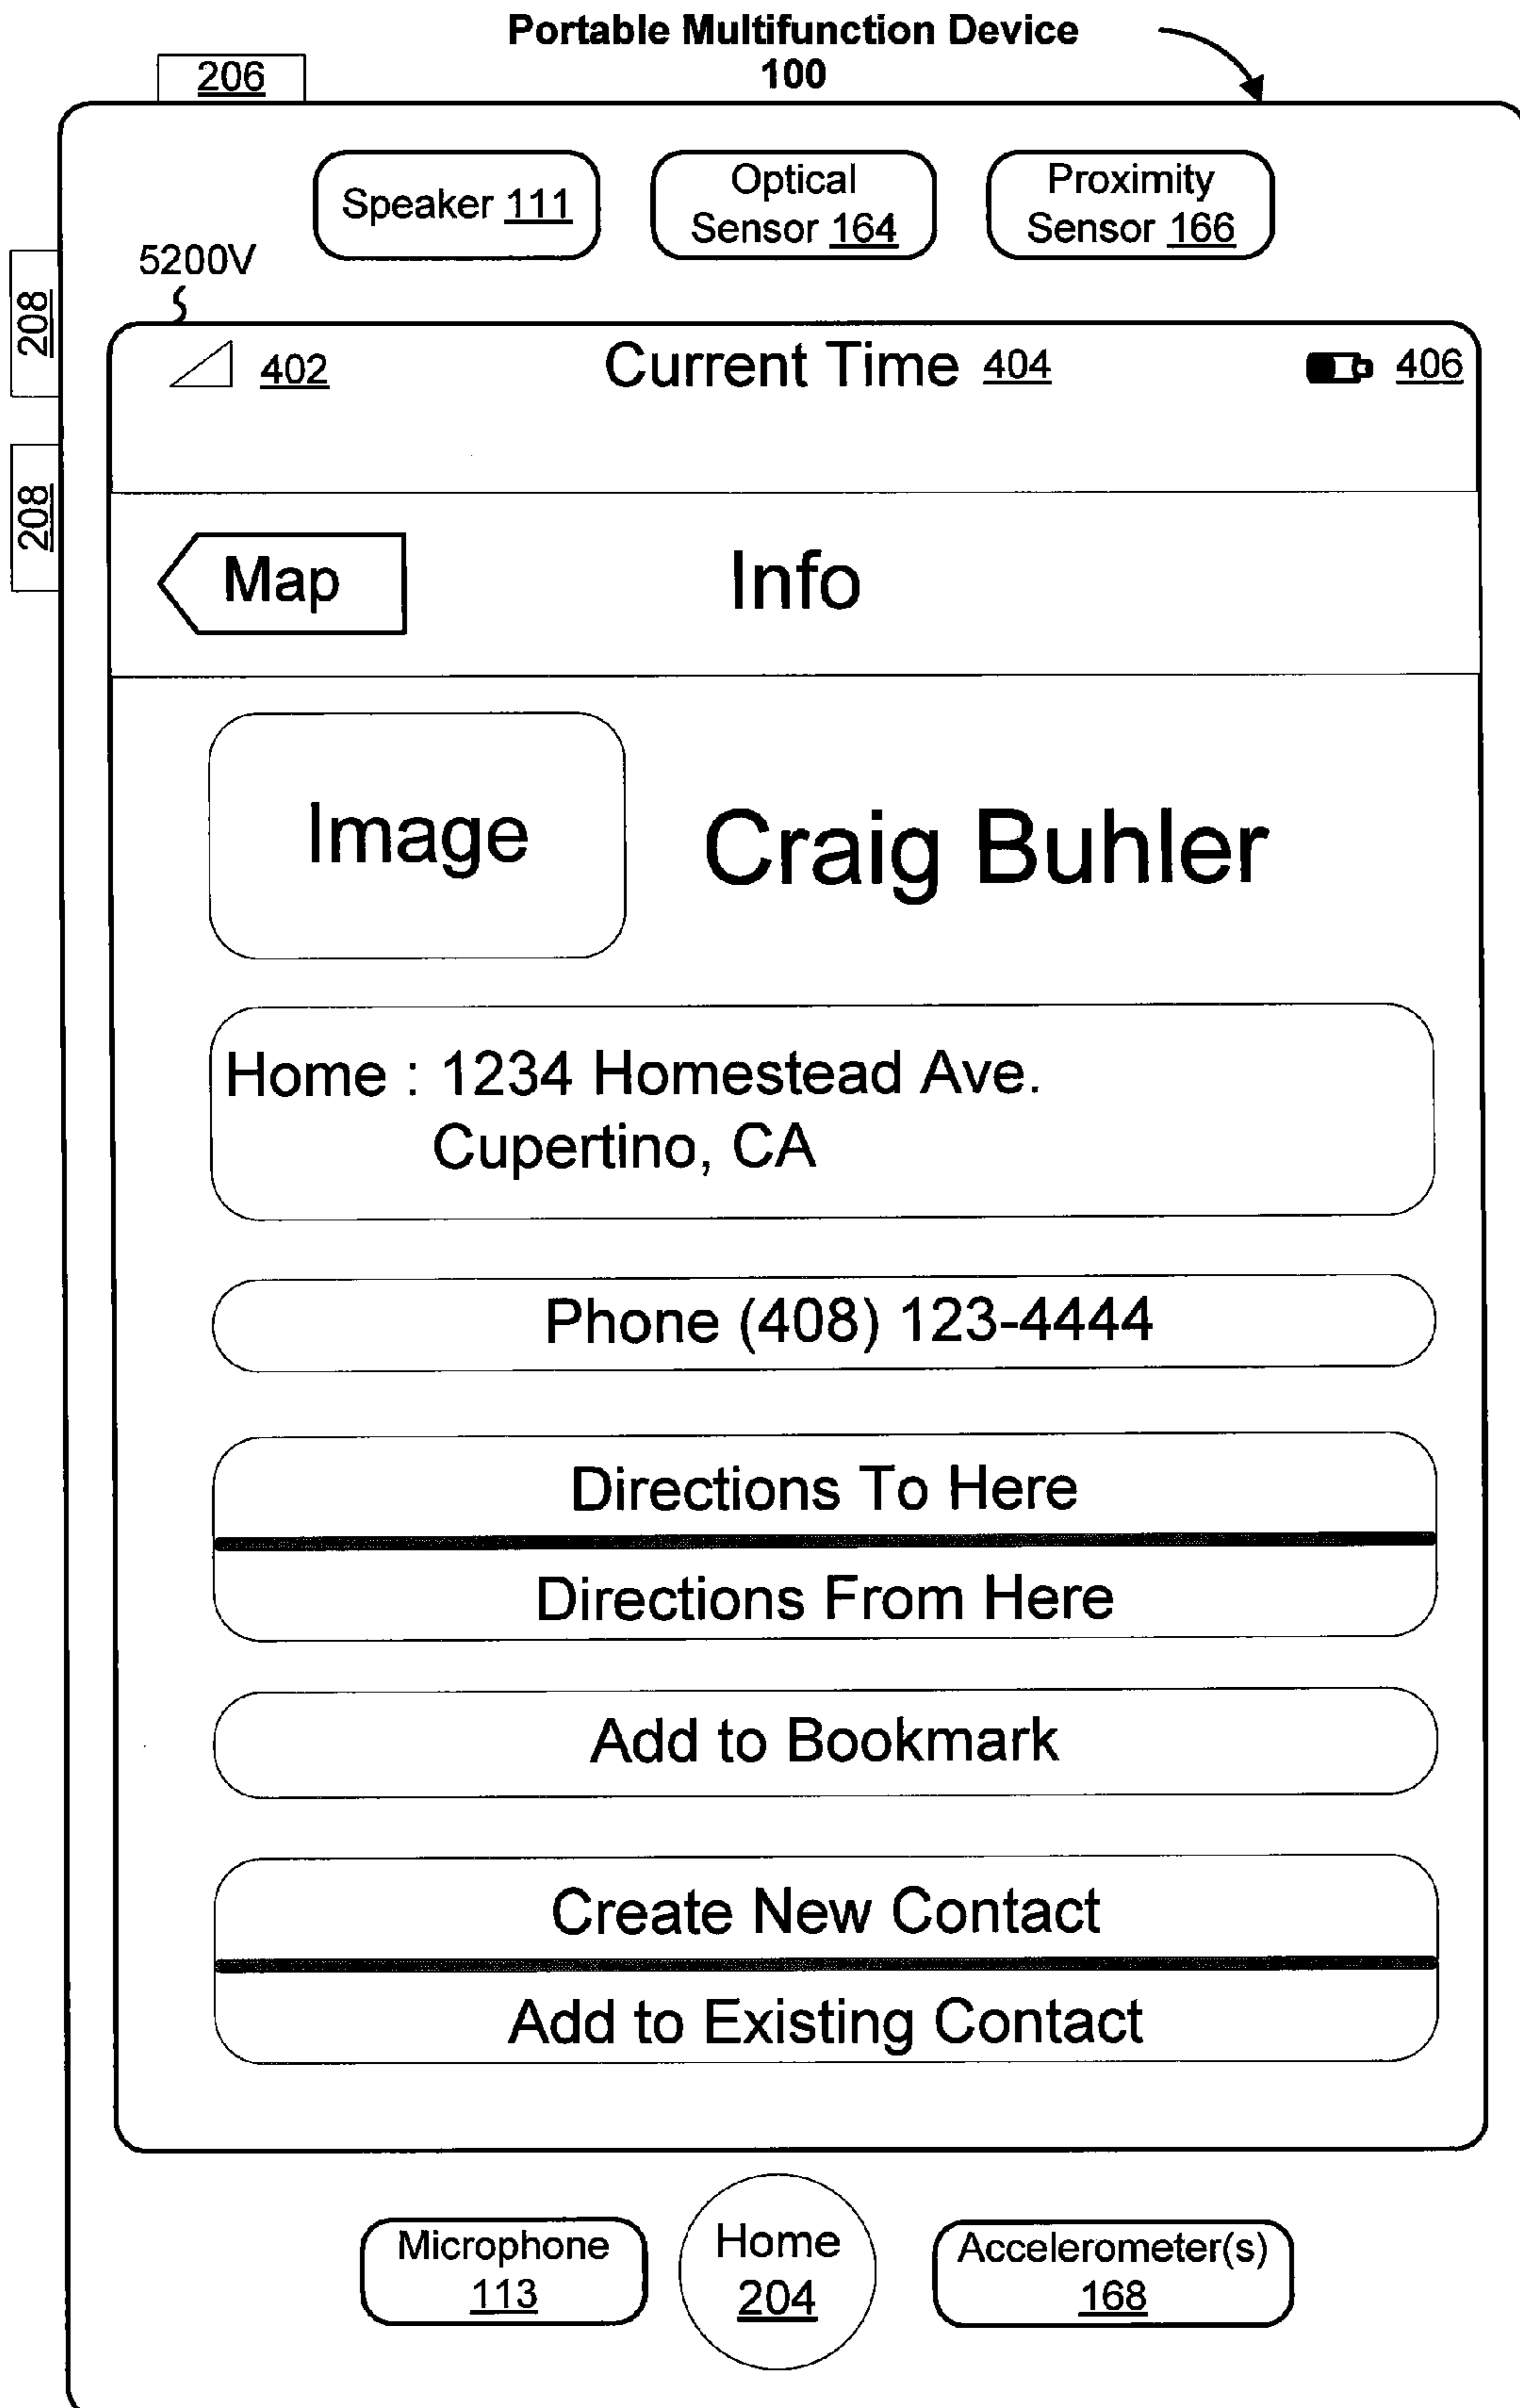 Portable Multifunction Device
100
206
Speaker 111
Optical
Sensor 164
Proximity
Sensor 166
5200V
208
208
402
Current Time 404
406
Map
Info
Image
Craig Buhler
Home : 1234 Homestead Ave.
Cupertino, CA
Phone (408) 123-4444
Directions To Here
Directions From Here
Add to Bookmark
Create New Contact
Add to Existing Contact
Microphone
113
Home
204
Accelerometer(s)
168